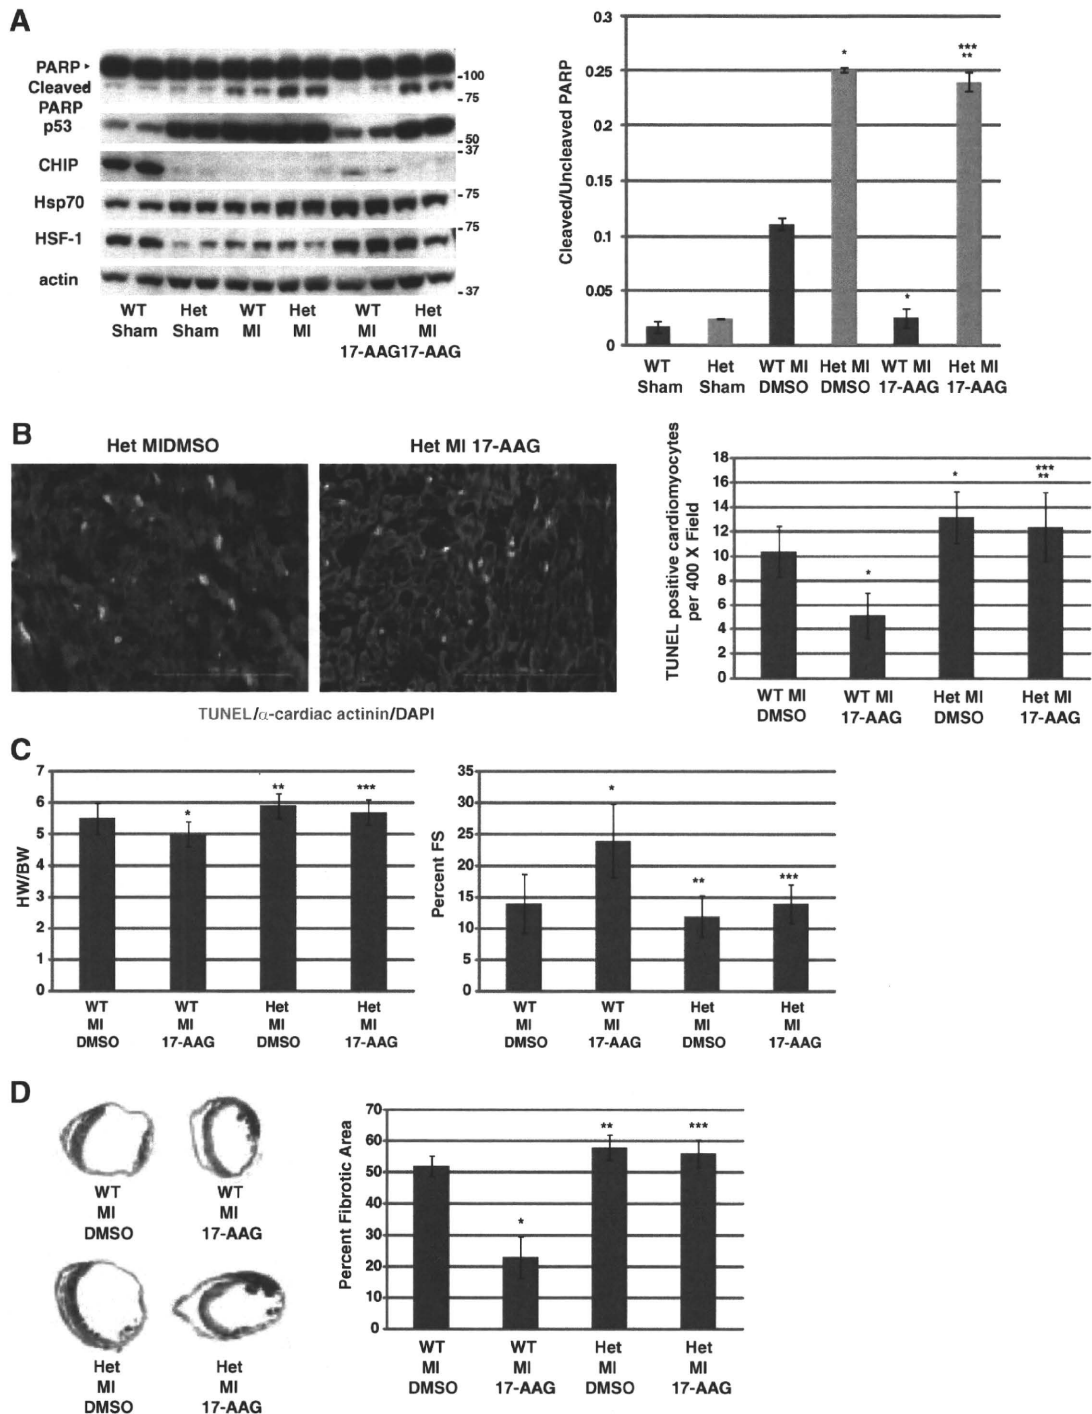 A
PARP
Cleaved
PARP
p53
CHIP
Hsp70
HSF-1
actin
-100
-75
-50
-37
-75
-75
-37
WT Het WT Het WT Het
Sham Sham MI MI MI MI
17-AAG 17-AAG
Cleaved/Uncleaved PARP
0.3
0.25
0.2
0.15
0.1
0.05
0
*
***
**
*
WT Het WT MI Het MI WT MI Het MI
Sham Sham DMSO DMSO 17-AAG 17-AAG
B
Het MIDMSO
Het MI 17-AAG
TUNEL/α-cardiac actinin/DAPI
TUNEL positive cardiomyocytes
per 400 X Field
18
16
14
12
10
8
6
4
2
0
*
*
***
**
WT MI WT MI Het MI Het MI
DMSO 17-AAG DMSO 17-AAG
C
HW/BW
7
6
5
4
3
2
1
0
*
**
***
WT WT Het Het
MI MI MI MI
DMSO 17-AAG DMSO 17-AAG
Percent FS
35
30
25
20
15
10
5
0
*
**
***
WT WT Het Het
MI MI MI MI
DMSO 17-AAG DMSO 17-AAG
D
WT WT
MI MI
DMSO 17-AAG
Het Het
MI MI
DMSO 17-AAG
Percent Fibrotic Area
70
60
50
40
30
20
10
0
*
**
***
WT WT Het Het
MI MI MI MI
DMSO 17-AAG DMSO 17-AAG